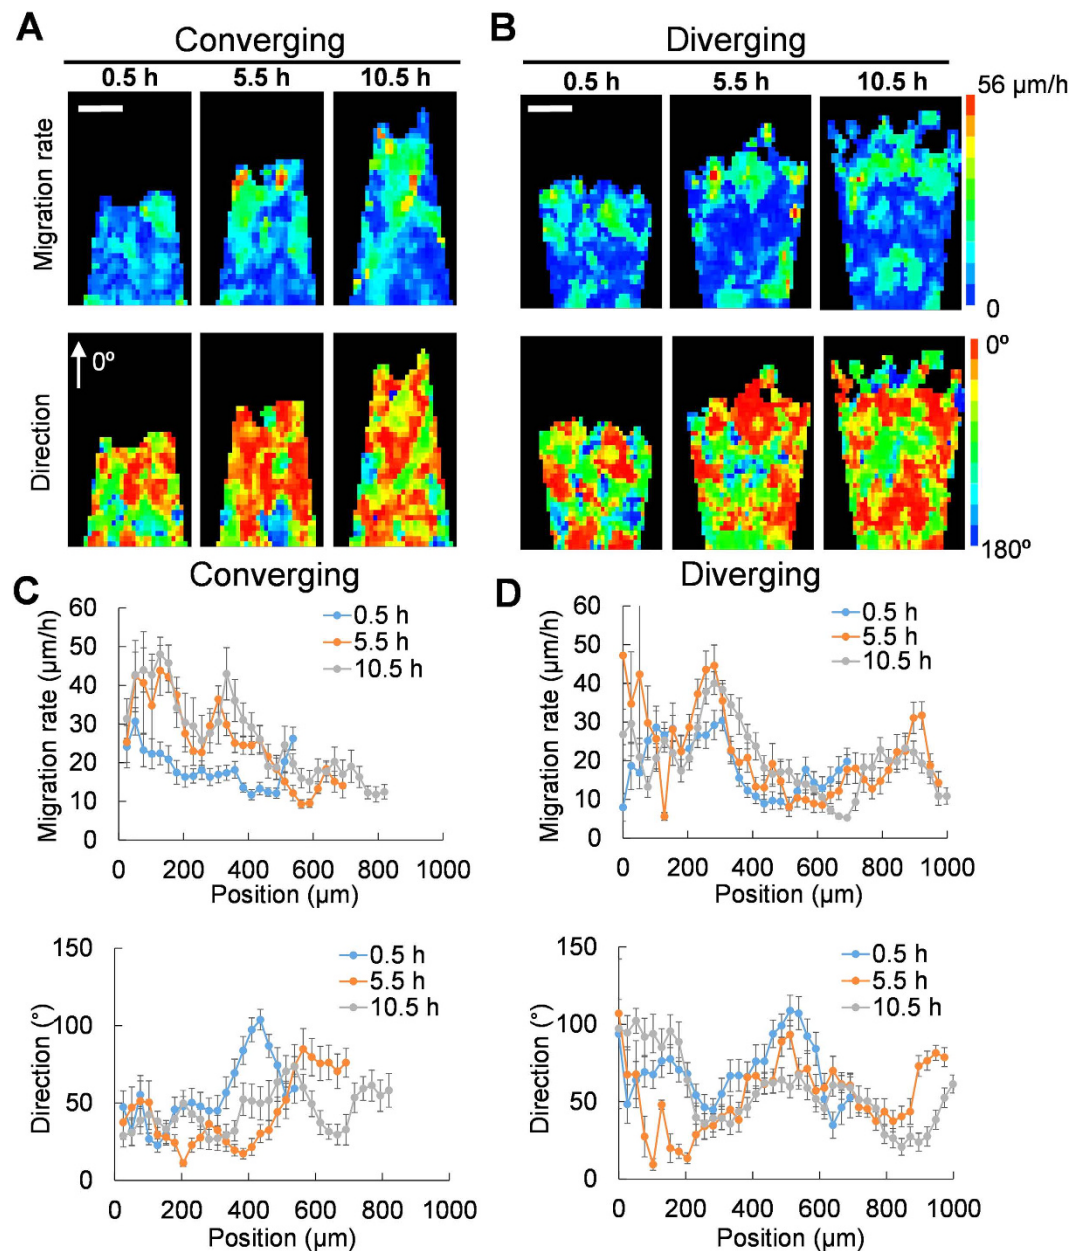 A
Converging
0.5 h 5.5 h 10.5 h
B
Diverging
0.5 h 5.5 h 10.5 h
56 µm/h
0
Migration rate
0º
Direction
0º
180º
C
Converging
Migration rate (µm/h)
60
50
40
30
20
10
0
0.5 h
5.5 h
10.5 h
0 200 400 600 800 1000
Position (µm)
D
Diverging
Migration rate (µm/h)
60
50
40
30
20
10
0
0.5 h
5.5 h
10.5 h
0 200 400 600 800 1000
Position (µm)
Direction (°)
150
100
50
0
0.5 h
5.5 h
10.5 h
0 200 400 600 800 1000
Position (µm)
Direction (°)
150
100
50
0
0.5 h
5.5 h
10.5 h
0 200 400 600 800 1000
Position (µm)